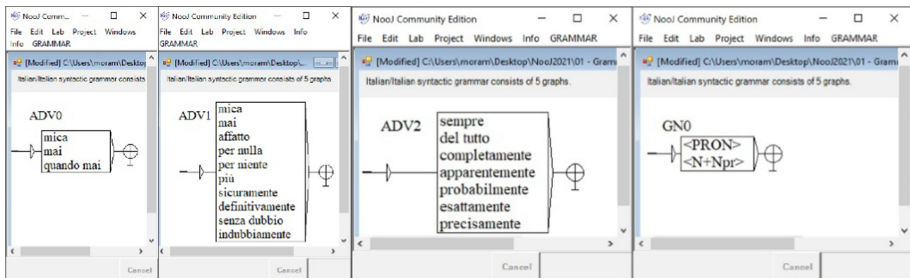 NooJ Comm...
File Edit Lab Project Windows
Info GRAMMAR
[Modified] C:\Users\moram\Desktop
Italian/Italian syntactic grammar consists
ADV0
mica
mai
quando mai
Cancel
NooJ Community Edition
File Edit Lab Project Windows Info
GRAMMAR
[Modified] C:\Users\moram\Desktop\...
Italian/Italian syntactic grammar consists of 5 graphs.
ADV1
mica
mai
affatto
per nulla
per niente
più
sicuramente
definitivamente
senza dubbio
indubbiamente
Cancel
NooJ Community Edition
File Edit Lab Project Windows Info GRAMMAR
[Modified] C:\Users\moram\Desktop\NooJ2021\01 - Gram
Italian/Italian syntactic grammar consists of 5 graphs.
ADV2
sempre
del tutto
completamente
apparentemente
probabilmente
esattamente
precisamente
Cancel
NooJ Community Edition
File Edit Lab Project Windows Info GRAMMAR
[Modified] C:\Users\moram\Desktop\NooJ2021\01 - Gram
Italian/Italian syntactic grammar consists of 5 graphs.
GN0
<PRON>
<N+Npr>
Cancel